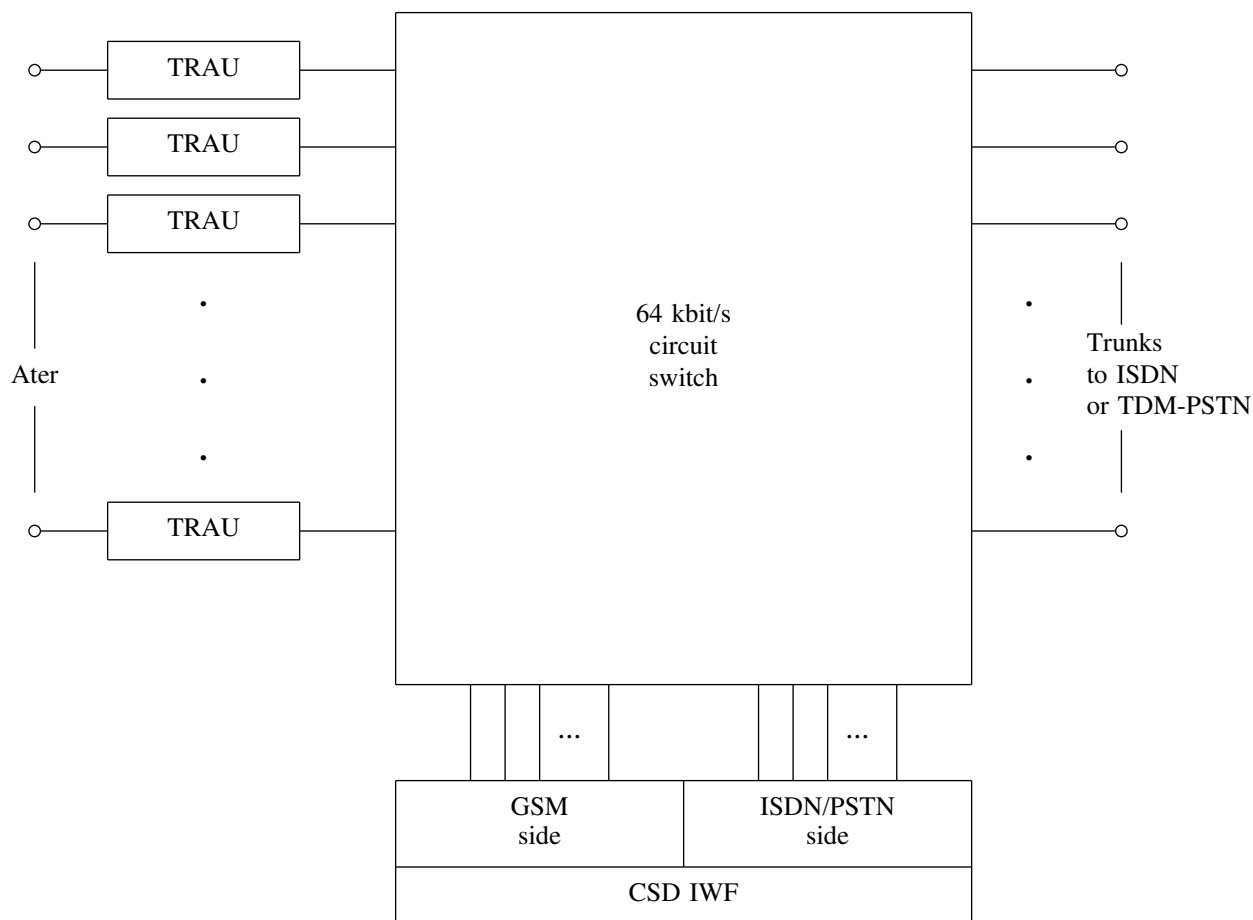 TRAU
TRAU
TRAU
64 kbit/s
circuit
switch
Ater
Trunks
to ISDN
or TDM-PSTN
TRAU
...
...
GSM
side
ISDN/PSTN
side
CSD IWF